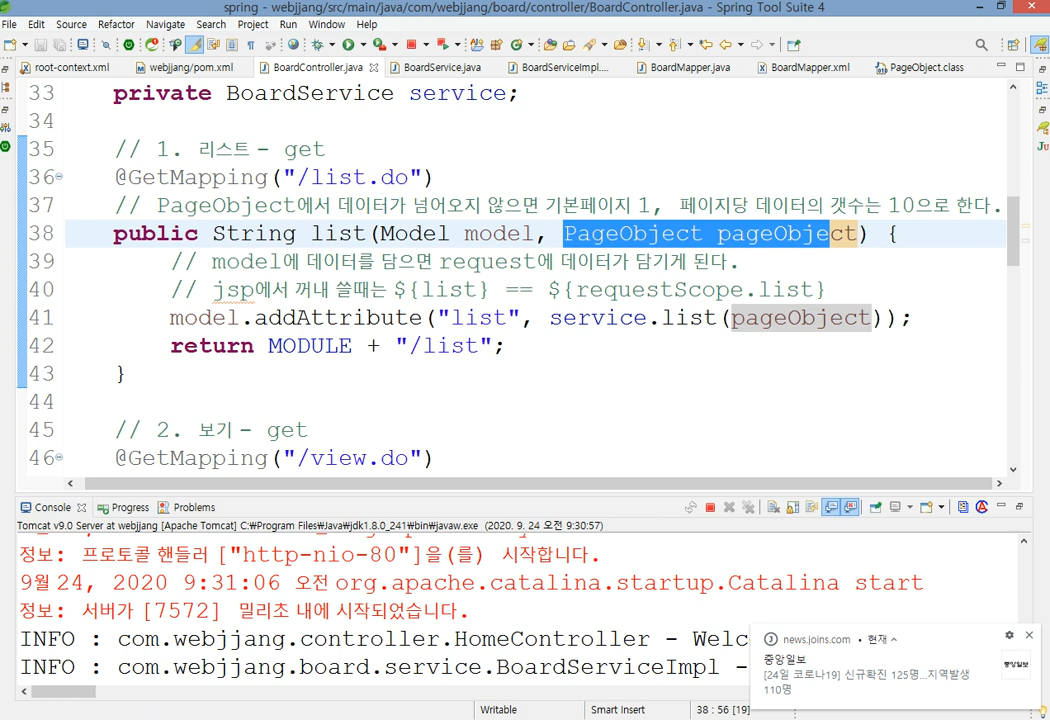 spring - webjjang/src/main/java/com/webjjang/board/controller/BoardController.java - Spring Tool Suite 4
File Edit Source Refactor Navigate Search Project Run Window Help
root-context.xml webjjang/pom.xml BoardController.java BoardService.java BoardServiceImpl.... BoardMapper.java BoardMapper.xml PageObject.class
33 private BoardService service;
34
35 // 1. 리스트 - get
36 @GetMapping("/list.do")
37 // PageObject에서 데이터가 넘어오지 않으면 기본페이지 1, 페이지당 데이터의 갯수는 10으로 한다.
38 public String list(Model model, PageObject pageObject) {
39 // model에 데이터를 담으면 request에 데이터가 담기게 된다.
40 // jsp에서 꺼내 쓸때는 ${list} == ${requestScope.list}
41 model.addAttribute("list", service.list(pageObject));
42 return MODULE + "/list";
43 }
44
45 // 2. 보기 - get
46 @GetMapping("/view.do")
Console Progress Problems
Tomcat v9.0 Server at webjjang [Apache Tomcat] C:₩Program Files₩Java₩jdk1.8.0_241₩bin₩javaw.exe (2020. 9. 24 오전 9:30:57)
정보: 프로토콜 핸들러 ["http-nio-80"]을(를) 시작합니다.
9월 24, 2020 9:31:06 오전 org.apache.catalina.startup.Catalina start
정보: 서버가 [7572] 밀리초 내에 시작되었습니다.
INFO : com.webjjang.controller.HomeController - Welc
INFO : com.webjjang.board.service.BoardServiceImpl -
news.joins.com • 현재
중앙일보
[24일 코로나19] 신규확진 125명...지역발생
110명
중앙일보
Writable Smart Insert 38 : 56 [19]